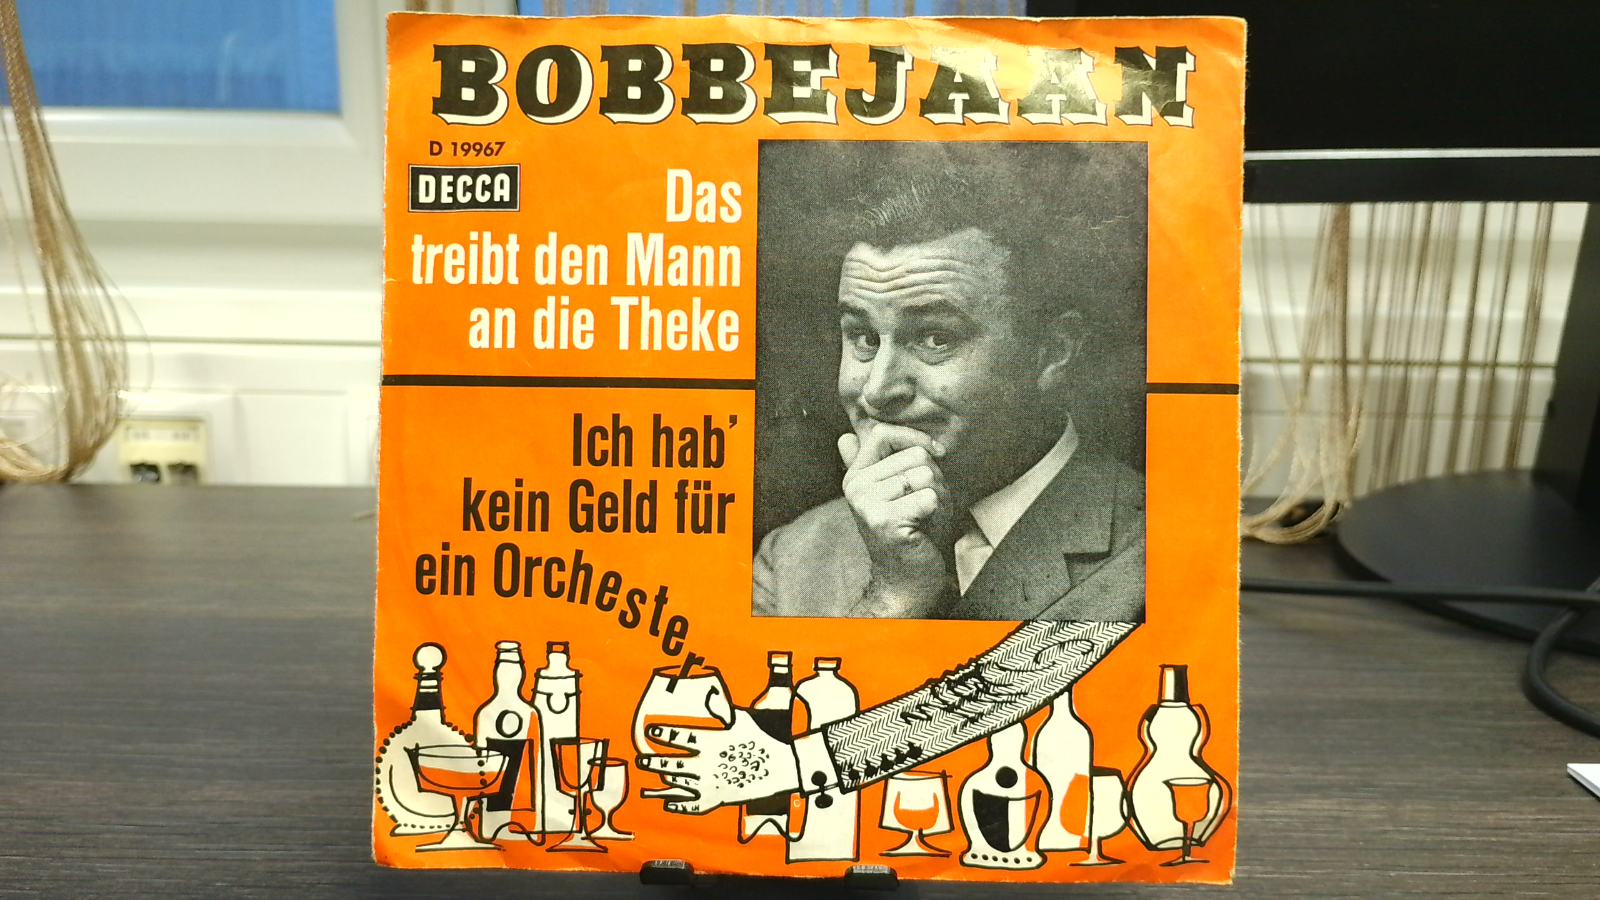 BOBBEJAAN
D 19967
DECCA
Das
treibt den Mann
an die Theke
Ich hab'
kein Geld für
ein Orchester